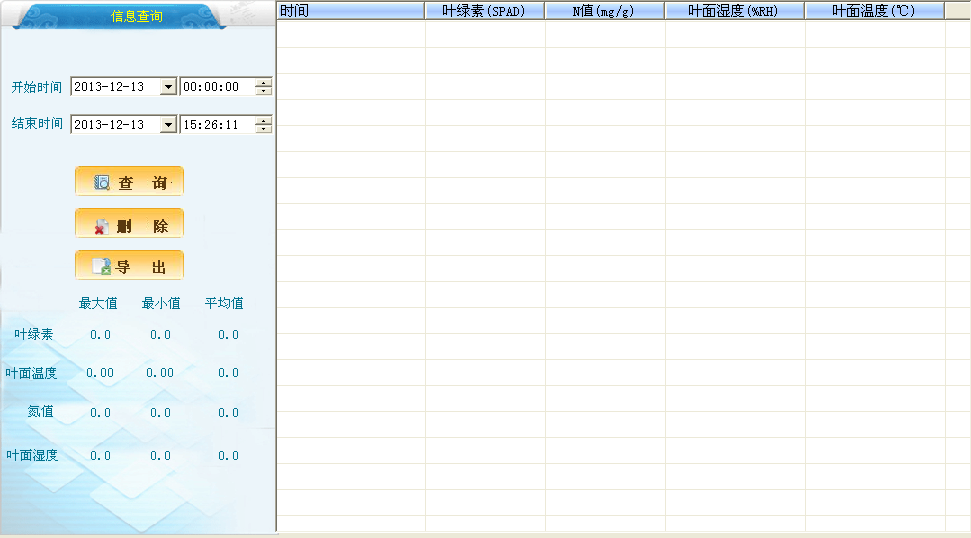 信息查询
时间 叶绿素(SPAD) N值(mg/g) 叶面湿度(%RH) 叶面温度(℃)
开始时间 2013-12-13 00:00:00
结束时间 2013-12-13 15:26:11
查 询
删 除
导 出
最大值 最小值 平均值
叶绿素 0.0 0.0 0.0
叶面温度 0.00 0.00 0.0
氮值 0.0 0.0 0.0
叶面湿度 0.0 0.0 0.0